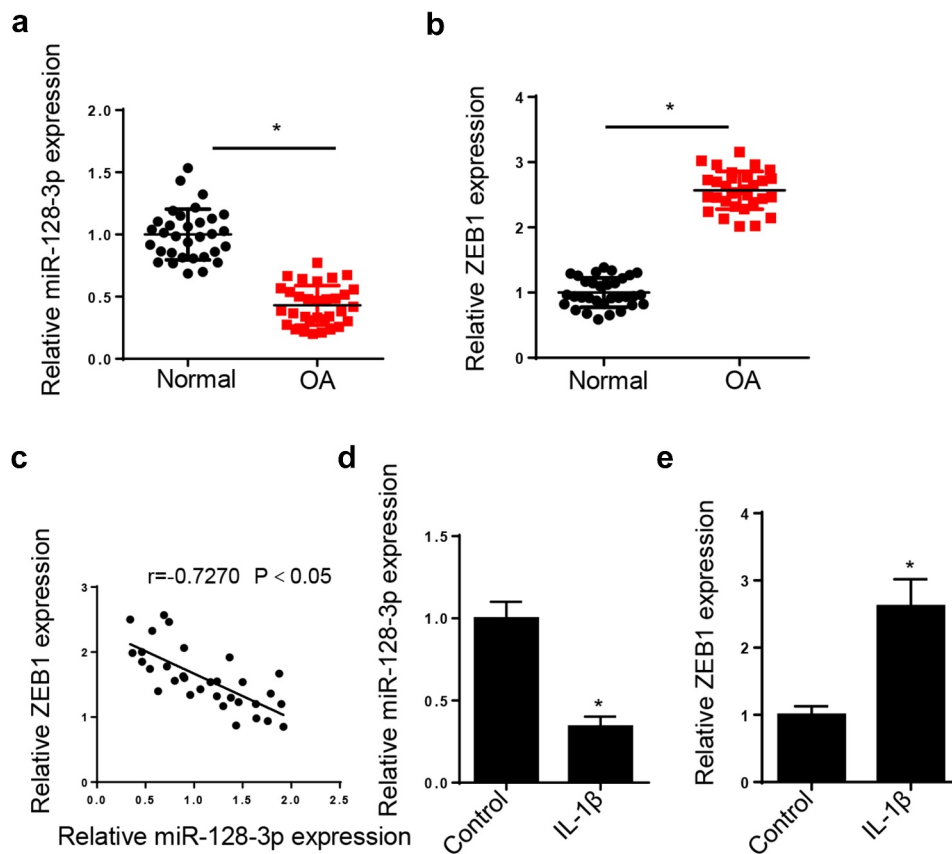 a
Relative miR-128-3p expression
2.0
1.5
1.0
0.5
0.0
*
Normal
OA
b
Relative ZEB1 expression
4
3
2
1
0
*
Normal
OA
c
Relative ZEB1 expression
r=-0.7270 P < 0.05
3
2
1
0
0.0 0.5 1.0 1.5 2.0 2.5
Relative miR-128-3p expression
d
Relative miR-128-3p expression
1.5
1.0
0.5
0.0
*
Control
IL-1β
e
Relative ZEB1 expression
4
3
2
1
0
*
Control
IL-1β